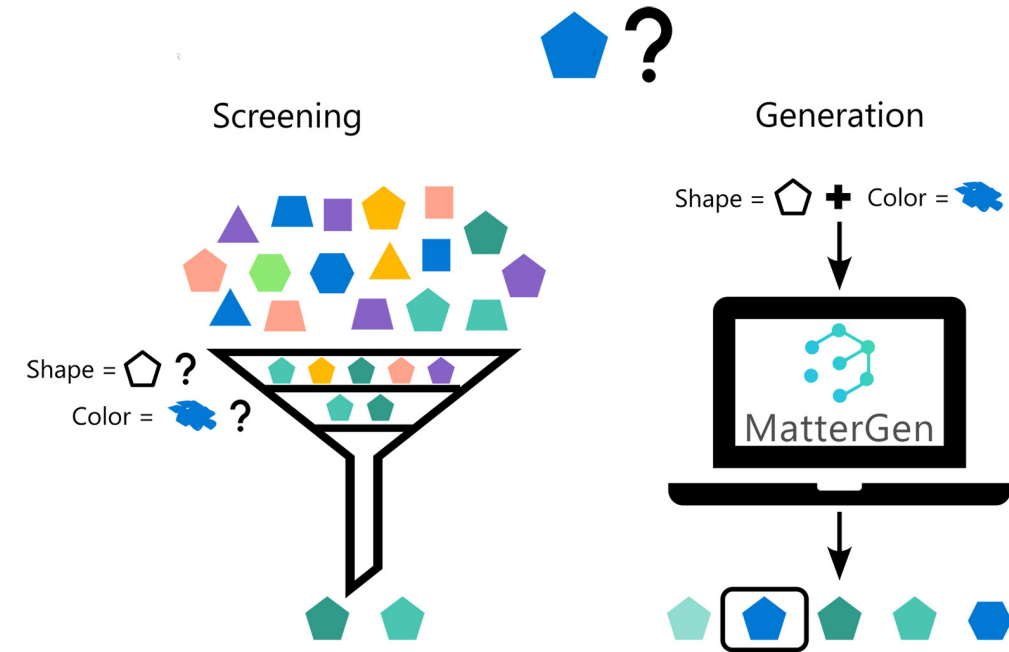 ?
Screening
Generation
Shape = + Color =
Shape = ?
Color = ?
MatterGen